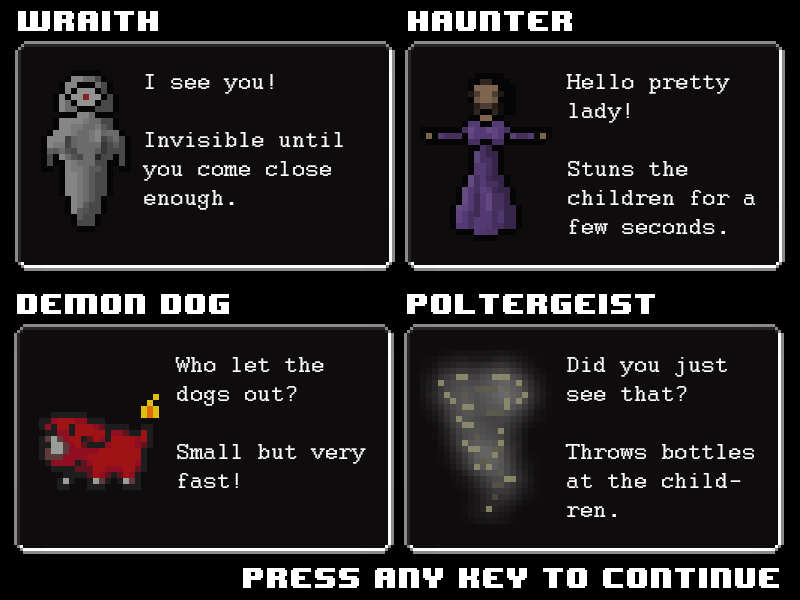 WRAITH
I see you!
Invisible until
you come close
enough.
HAUNTER
Hello pretty
lady!
Stuns the
children for a
few seconds.
DEMON DOG
Who let the
dogs out?
Small but very
fast!
POLTERGEIST
Did you just
see that?
Throws bottles
at the child-
ren.
PRESS ANY KEY TO CONTINUE